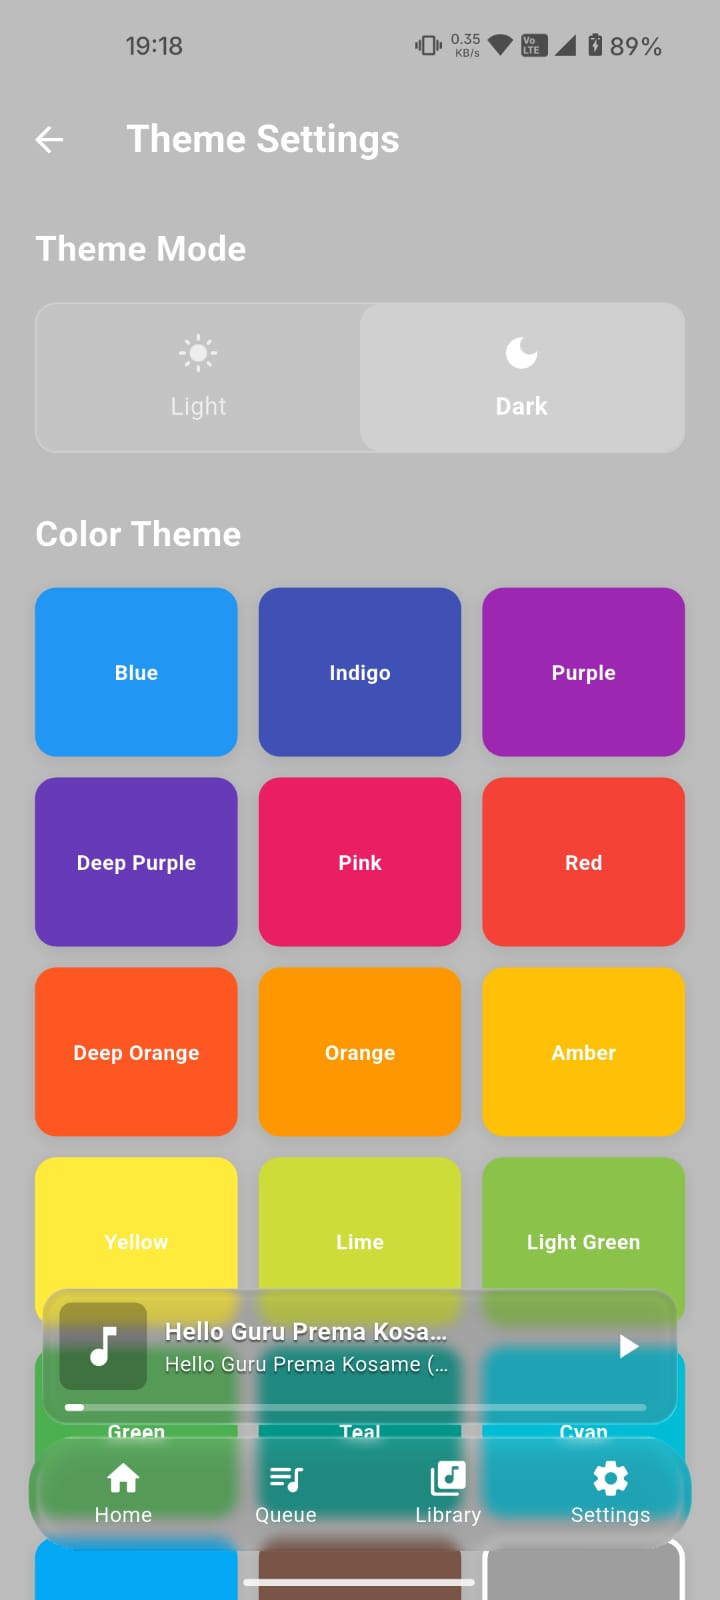 19:18
0.35
KB/s
Vo
LTE
89%
Theme Settings
Theme Mode
Light
Dark
Color Theme
Blue
Indigo
Purple
Deep Purple
Pink
Red
Deep Orange
Orange
Amber
Yellow
Lime
Light Green
Hello Guru Prema Kosa...
Hello Guru Prema Kosame (...
Green
Teal
Cyan
Home
Queue
Library
Settings